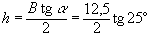 h = B tg α / 2 = 12,5 / 2 tg 25°